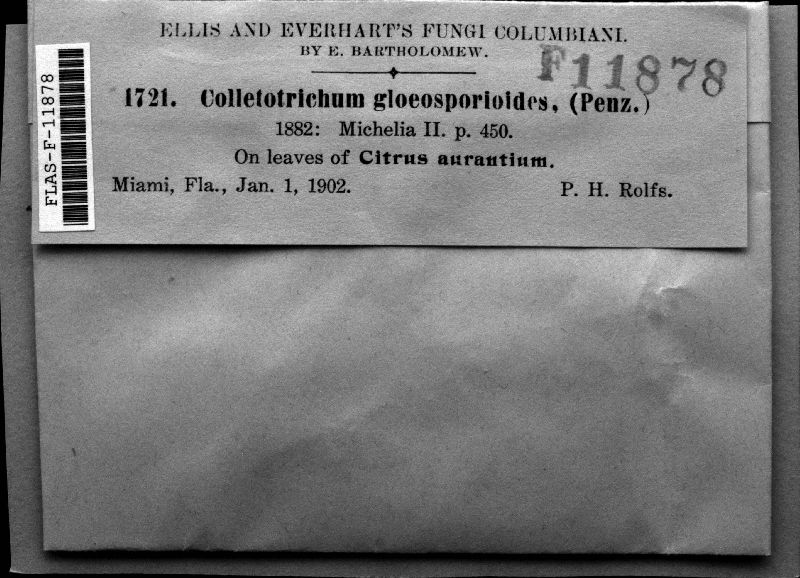 ELLIS AND EVERHART'S FUNGI COLUMBIANI.
BY E. BARTHOLOMEW.
F11878
1721. Colletotrichum gloeosporioides, (Penz.)
1882: Michelia II. p. 450.
On leaves of Citrus aurantium.
Miami, Fla., Jan. 1, 1902. P. H. Rolfs.
FLAS-F-11878